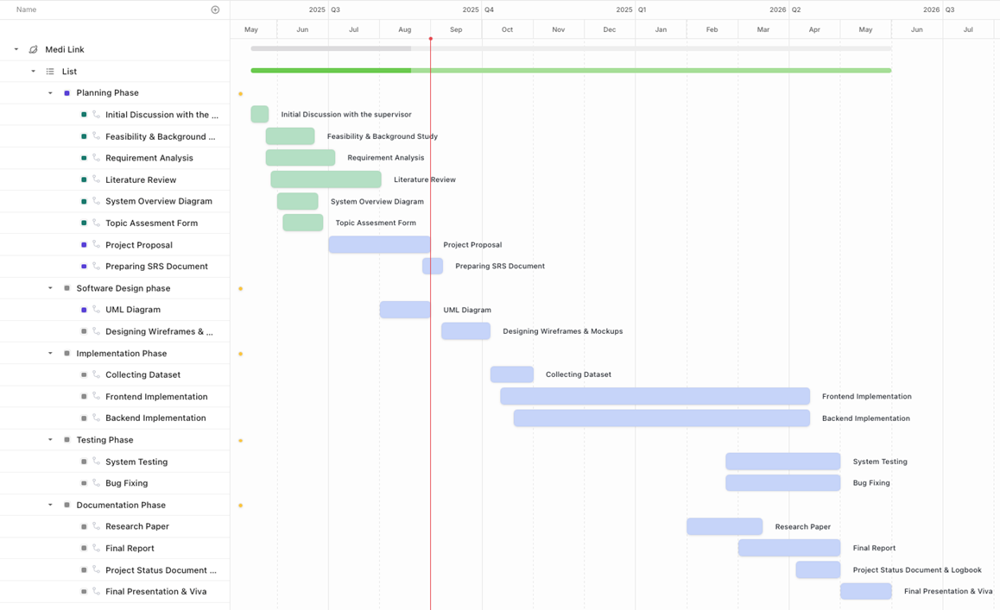 Name
2025 Q3 2025 Q4 2025 Q1 2026 Q2 2026 Q3
May Jun Jul Aug Sep Oct Nov Dec Jan Feb Mar Apr May Jun Jul
Medi Link
List
Planning Phase
Initial Discussion with the ... Initial Discussion with the supervisor
Feasibility & Background ... Feasibility & Background Study
Requirement Analysis Requirement Analysis
Literature Review Literature Review
System Overview Diagram System Overview Diagram
Topic Assesment Form Topic Assesment Form
Project Proposal Project Proposal
Preparing SRS Document Preparing SRS Document
Software Design phase
UML Diagram UML Diagram
Designing Wireframes & ... Designing Wireframes & Mockups
Implementation Phase
Collecting Dataset Collecting Dataset
Frontend Implementation Frontend Implementation
Backend Implementation Backend Implementation
Testing Phase
System Testing System Testing
Bug Fixing Bug Fixing
Documentation Phase
Research Paper Research Paper
Final Report Final Report
Project Status Document ... Project Status Document & Logbook
Final Presentation & Viva Final Presentation & Viva